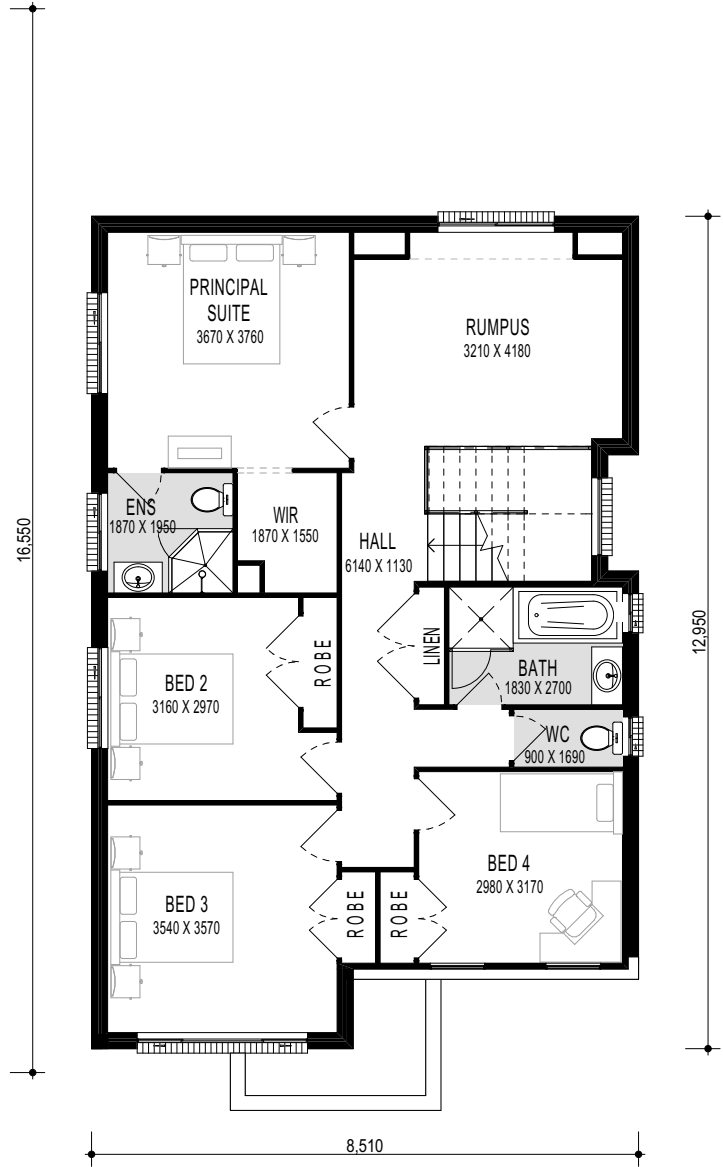 PRINCIPAL
SUITE
3670 X 3760
RUMPUS
3210 X 4180
ENS
1870 X 1950
WIR
1870 X 1550
HALL
6140 X 1130
16,550
12,950
LINEN
ROBE
BATH
1830 X 2700
BED 2
3160 X 2970
WC
900 X 1690
BED 4
2980 X 3170
BED 3
3540 X 3570
ROBE
ROBE
8,510